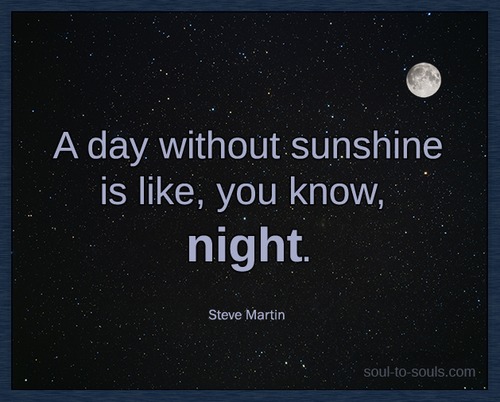 A day without sunshine
is like, you know,
night.
Steve Martin
soul-to-souls.com